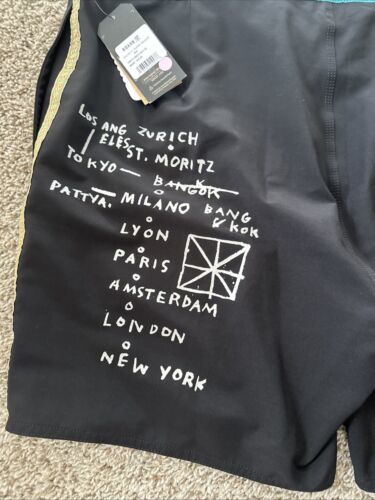 LOS ANG ZURICH
ELES ST. MORITZ
TOKYO — BANGOK
PATTYA. — MILANO BANG
KOK
LYON
PARIS
AMSTERDAM
LONDON
NEW YORK